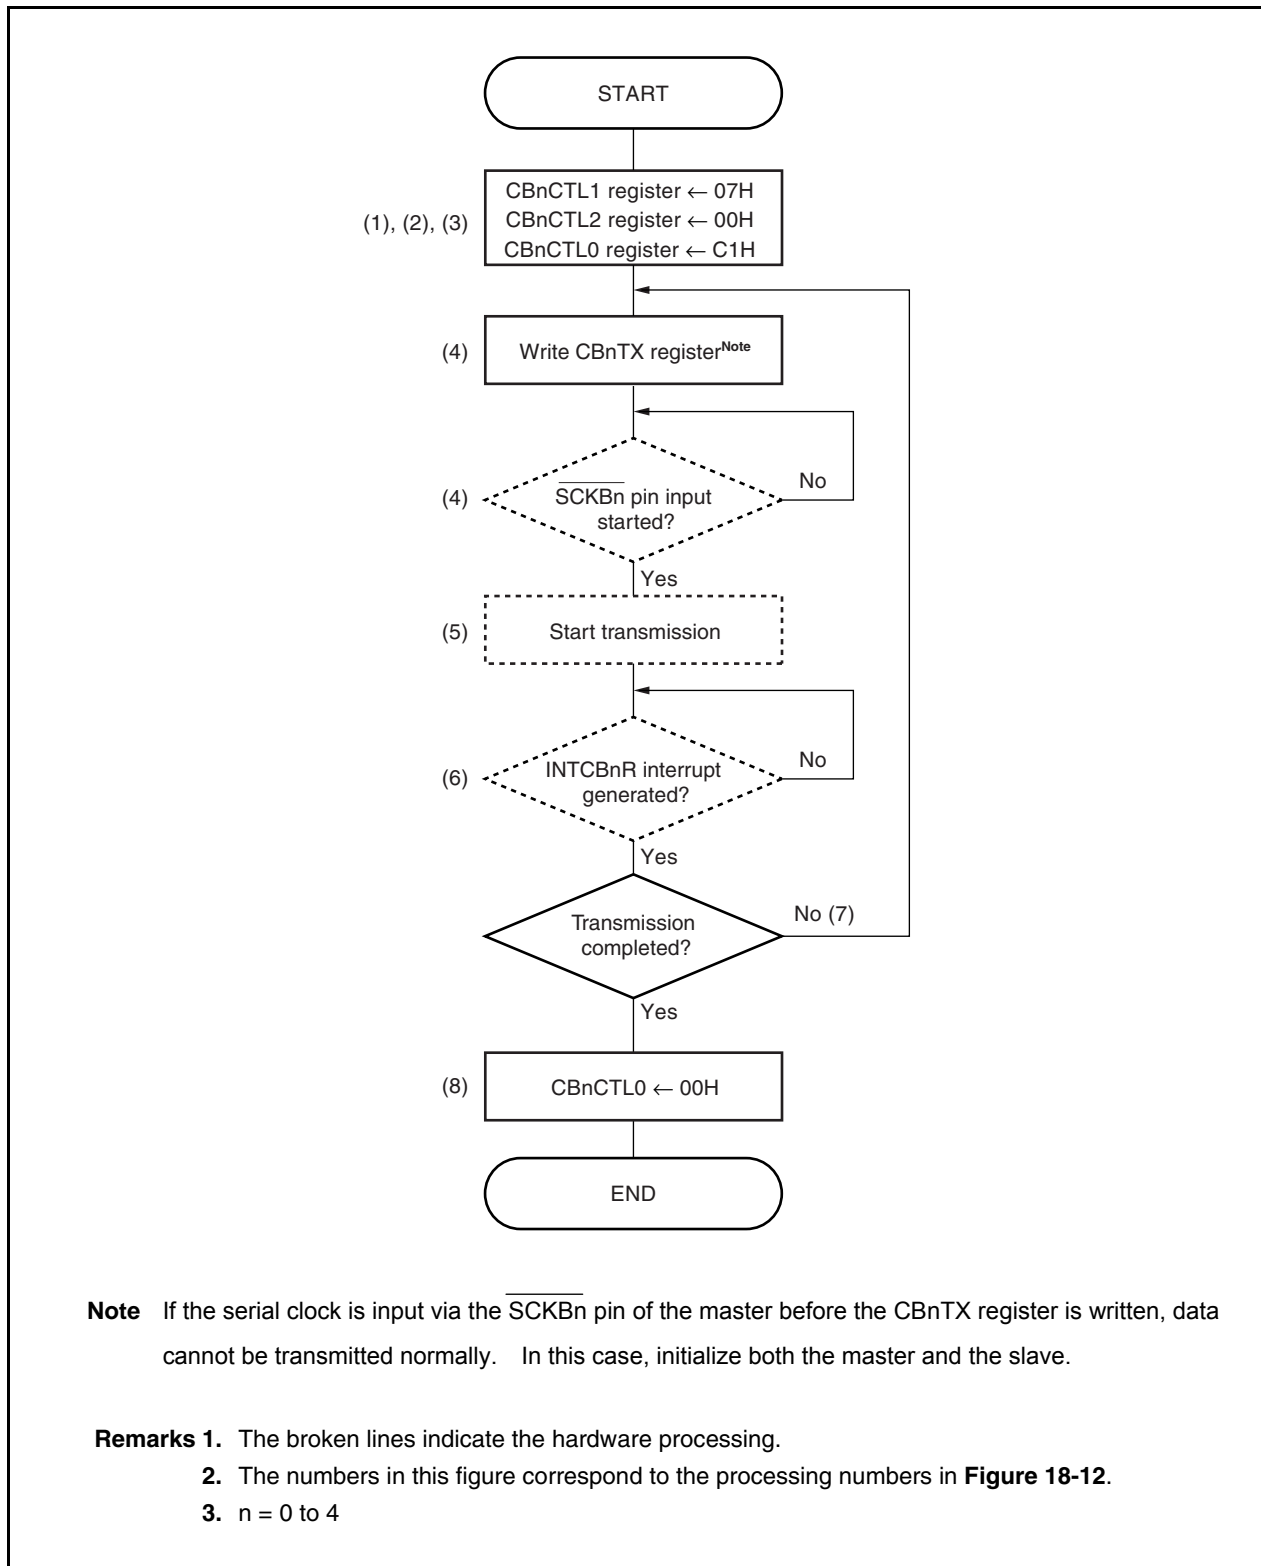 START
(1), (2), (3)
CBnCTL1 register ← 07H
CBnCTL2 register ← 00H
CBnCTL0 register ← C1H
(4)
Write CBnTX registerNote
(4)
SCKBn pin input
started?
No
Yes
(5)
Start transmission
(6)
INTCBnR interrupt
generated?
No
Yes
Transmission
completed?
No (7)
Yes
(8)
CBnCTL0 ← 00H
END
Note If the serial clock is input via the SCKBn pin of the master before the CBnTX register is written, data
cannot be transmitted normally. In this case, initialize both the master and the slave.
Remarks 1. The broken lines indicate the hardware processing.
2. The numbers in this figure correspond to the processing numbers in Figure 18-12.
3. n = 0 to 4